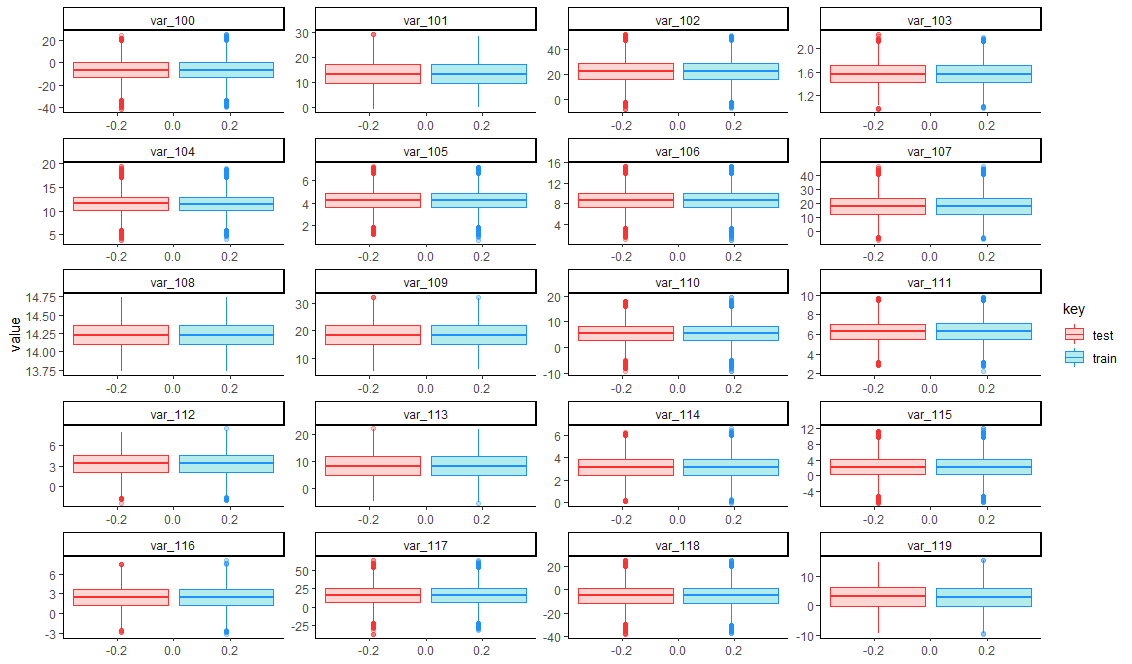 var_100 var_101 var_102 var_103
20 0 -20 -40
30 20 10 0
40 20 0
2.0 1.6 1.2
-0.2 0.0 0.2 -0.2 0.0 0.2 -0.2 0.0 0.2 -0.2 0.0 0.2
var_104 var_105 var_106 var_107
20 15 10 5
6 4 2
16 12 8 4
40 30 20 10 0
-0.2 0.0 0.2 -0.2 0.0 0.2 -0.2 0.0 0.2 -0.2 0.0 0.2
var_108 var_109 var_110 var_111
14.75 14.50 14.25 14.00 13.75
30 20 10
20 10 0 -10
10 8 6 4 2
-0.2 0.0 0.2 -0.2 0.0 0.2 -0.2 0.0 0.2 -0.2 0.0 0.2
value
key
test
train
var_112 var_113 var_114 var_115
6 3 0
20 10 0
6 4 2 0
12 8 4 0 -4
-0.2 0.0 0.2 -0.2 0.0 0.2 -0.2 0.0 0.2 -0.2 0.0 0.2
var_116 var_117 var_118 var_119
6 3 0 -3
50 25 0 -25
20 0 -20 -40
10 0 -10
-0.2 0.0 0.2 -0.2 0.0 0.2 -0.2 0.0 0.2 -0.2 0.0 0.2